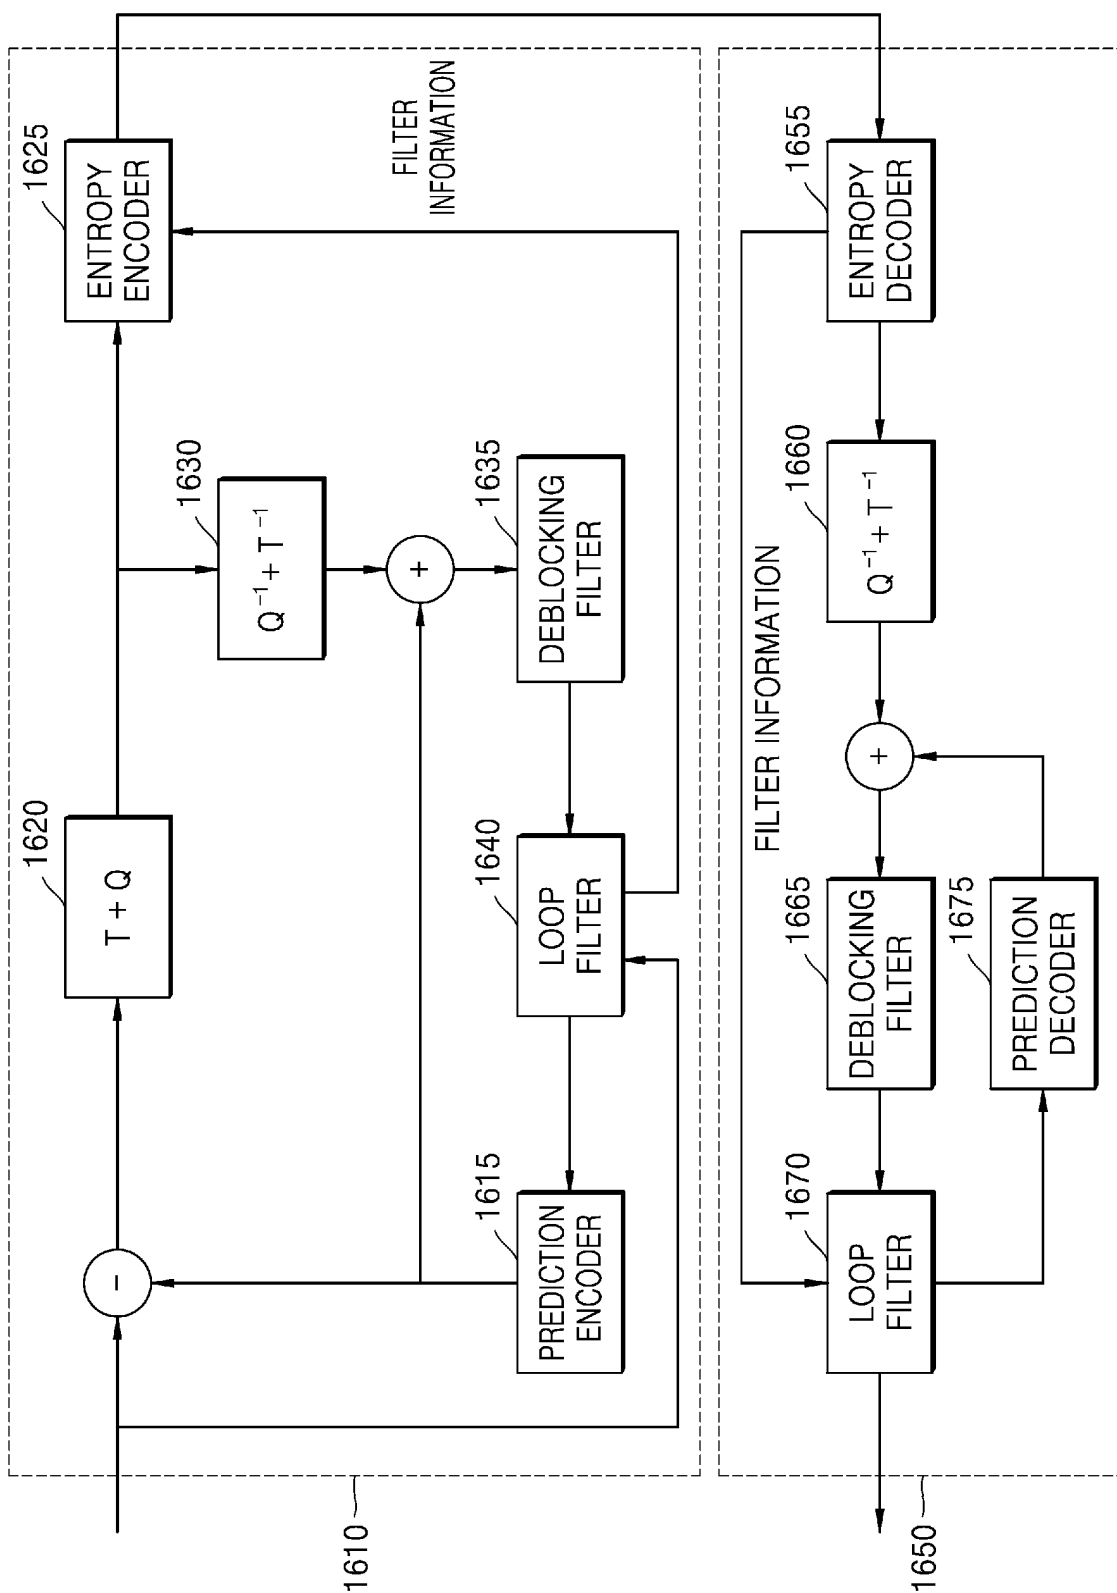 1610
1620
T + Q
1625
ENTROPY
ENCODER
−
1630
Q⁻¹ + T⁻¹
+
FILTER
INFORMATION
1615
PREDICTION
ENCODER
1640
LOOP
FILTER
1635
DEBLOCKING
FILTER
1650
FILTER INFORMATION
1670
LOOP
FILTER
1665
DEBLOCKING
FILTER
+
1660
Q⁻¹ + T⁻¹
1655
ENTROPY
DECODER
1675
PREDICTION
DECODER